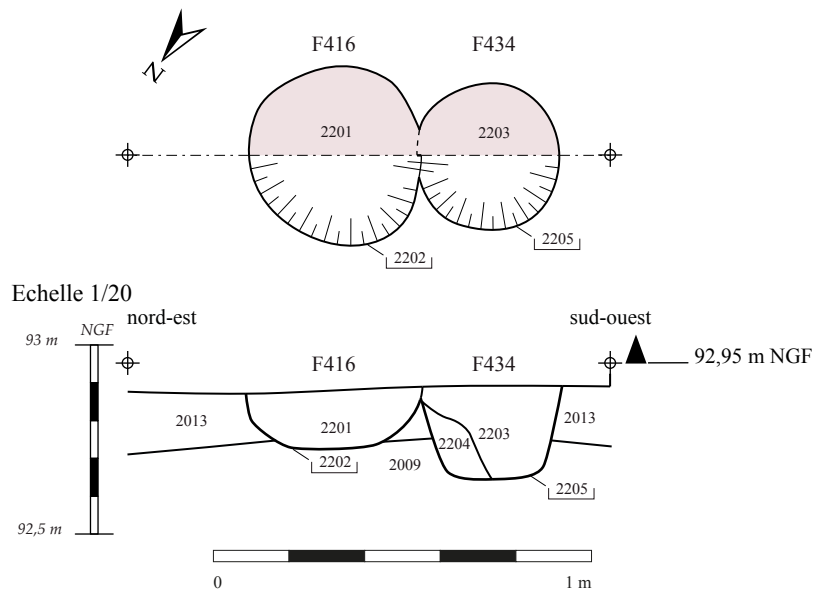 F416 F434
N
2201 2203
2202 2205
Echelle 1/20
nord-est sud-ouest
93 m NGF
92,95 m NGF
F416 F434
2013 2201 2204 2203 2013
2202 2009 2205
92,5 m
0 1 m